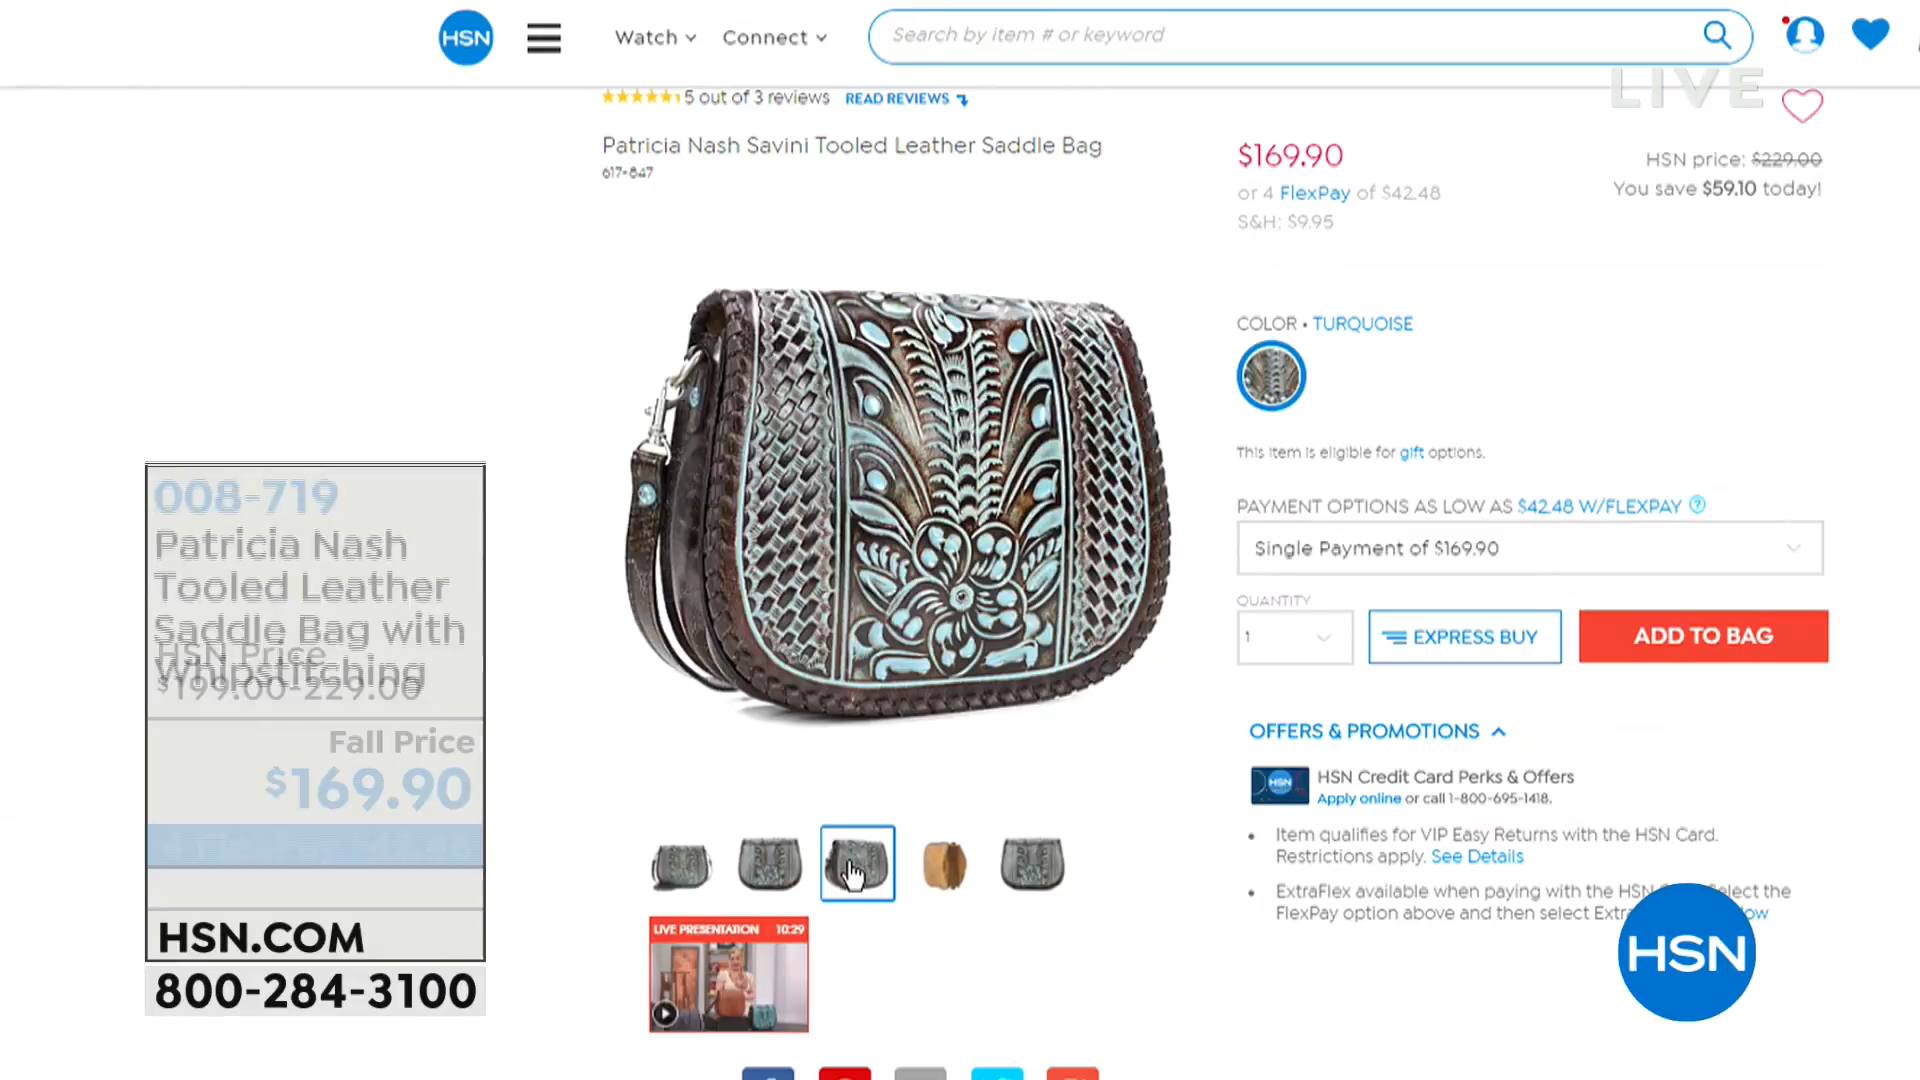 HSN
Watch
Connect
Search by item # or keyword
LIVE
5 out of 3 reviews READ REVIEWS
Patricia Nash Savini Tooled Leather Saddle Bag
617-847
$169.90
or 4 FlexPay of $42.48
S&H: $9.95
HSN price: $229.00
You save $59.10 today!
COLOR • TURQUOISE
This item is eligible for gift options.
PAYMENT OPTIONS AS LOW AS $42.48 W/FLEXPAY ?
Single Payment of $169.90
QUANTITY
1
EXPRESS BUY
ADD TO BAG
OFFERS & PROMOTIONS
HSN
HSN Credit Card Perks & Offers
Apply online or call 1-800-695-1418.
• Item qualifies for VIP Easy Returns with the HSN Card.
Restrictions apply. See Details
• ExtraFlex available when paying with the HSN elect the
FlexPay option above and then select Extra ow
HSN
008-719
Patricia Nash
Tooled Leather
Saddle Bag with
Whipstitching
HSN Price
$199.00-229.00
Fall Price
$169.90
HSN.COM
800-284-3100
LIVE PRESENTATION 10:29